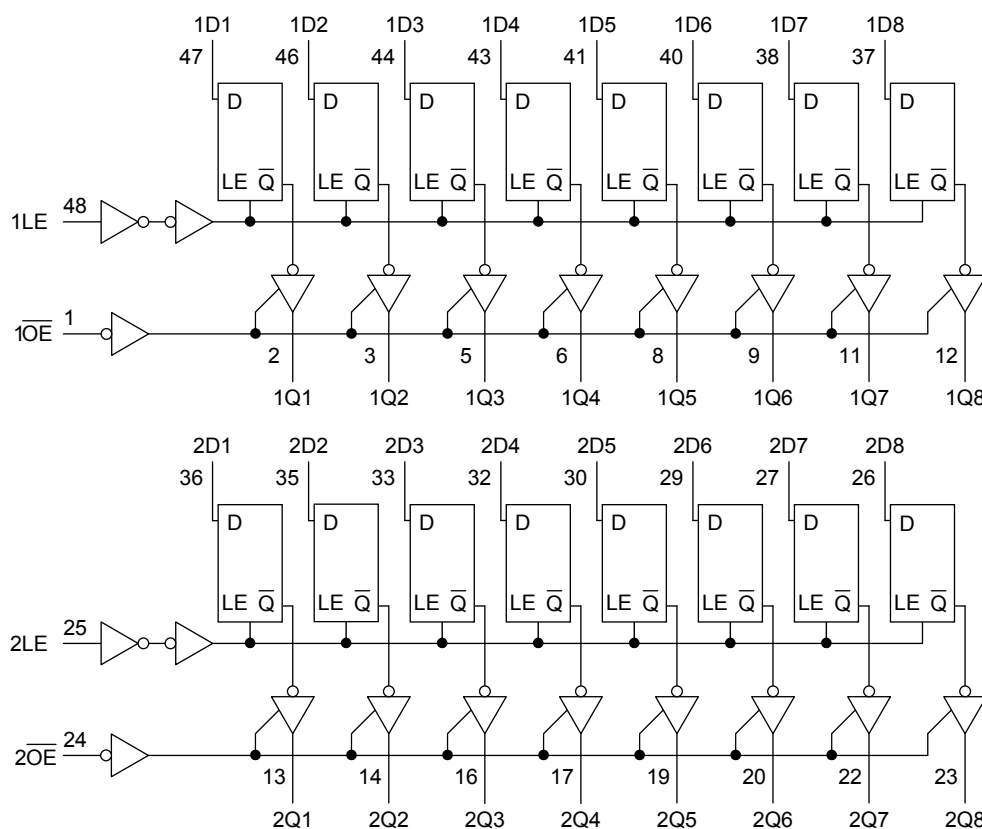 1D1 1D2 1D3 1D4 1D5 1D6 1D7 1D8
47 46 44 43 41 40 38 37
D D D D D D D D
LE Q̅ LE Q̅ LE Q̅ LE Q̅ LE Q̅ LE Q̅ LE Q̅ LE Q̅
1LE 48
1O̅E̅ 1
2 3 5 6 8 9 11 12
1Q1 1Q2 1Q3 1Q4 1Q5 1Q6 1Q7 1Q8
2D1 2D2 2D3 2D4 2D5 2D6 2D7 2D8
36 35 33 32 30 29 27 26
D D D D D D D D
LE Q̅ LE Q̅ LE Q̅ LE Q̅ LE Q̅ LE Q̅ LE Q̅ LE Q̅
2LE 25
2O̅E̅ 24
13 14 16 17 19 20 22 23
2Q1 2Q2 2Q3 2Q4 2Q5 2Q6 2Q7 2Q8